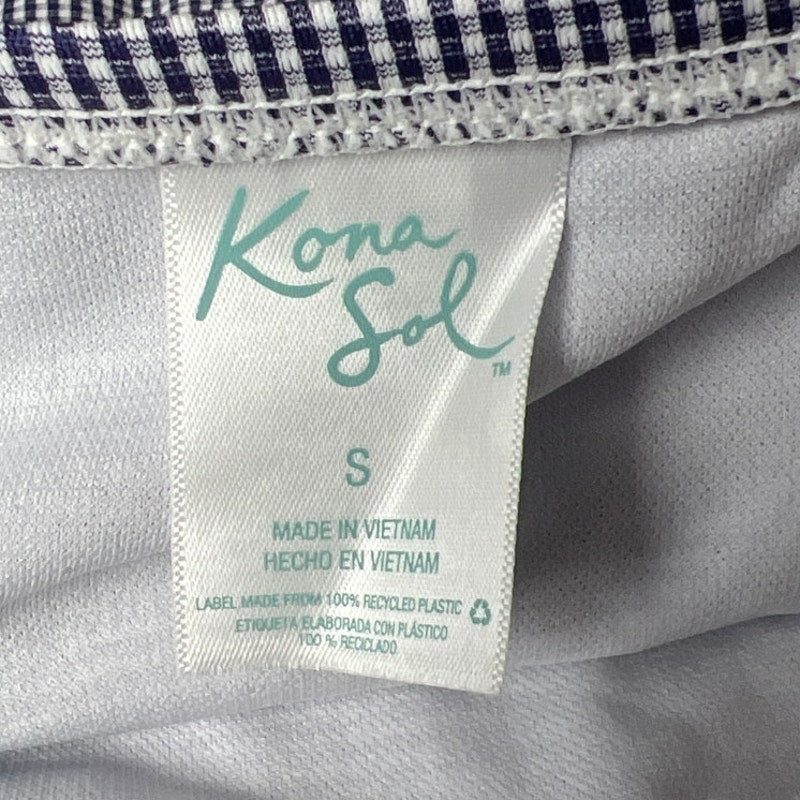 Kona
Sol
TM
S
MADE IN VIETNAM
HECHO EN VIETNAM
LABEL MADE FROM 100% RECYCLED PLASTIC
ETIQUETA ELABORADA CON PLÁSTICO
100 % RECICLADO